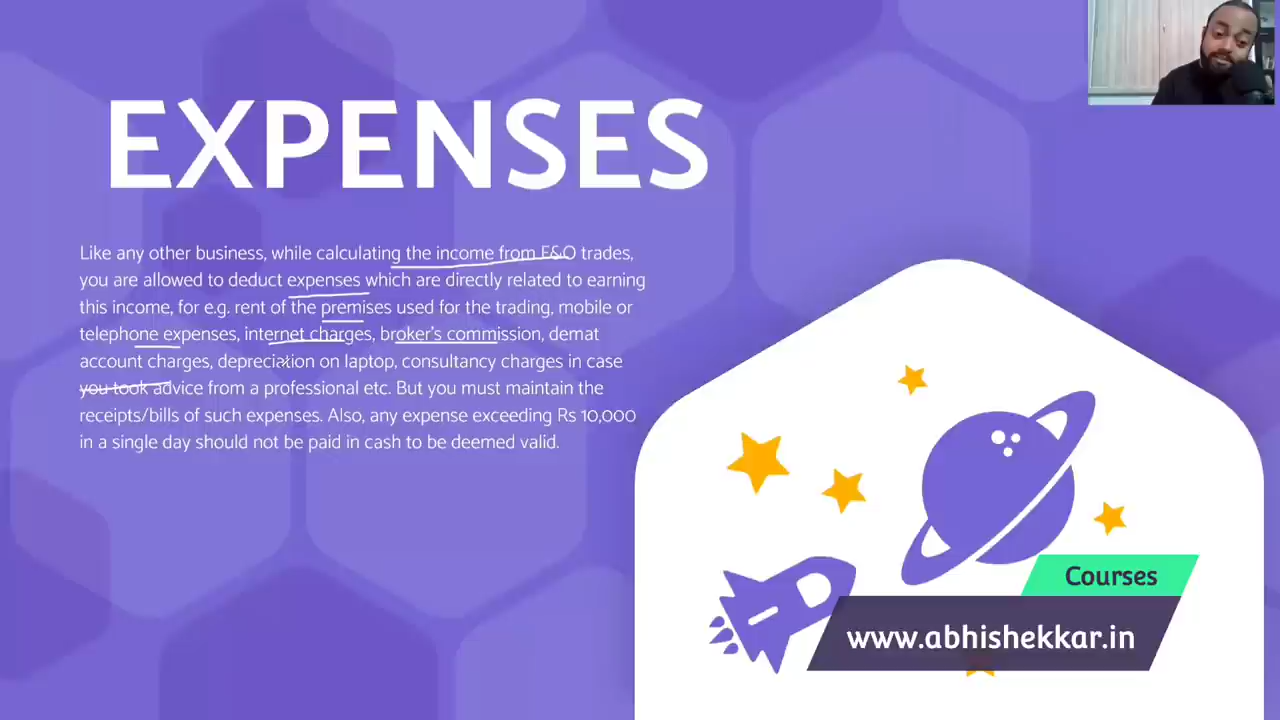 EXPENSES
Like any other business, while calculating the income from F&O trades,
you are allowed to deduct expenses which are directly related to earning
this income, for e.g. rent of the premises used for the trading, mobile or
telephone expenses, internet charges, broker's commission, demat
account charges, depreciation on laptop, consultancy charges in case
you took advice from a professional etc. But you must maintain the
receipts/bills of such expenses. Also, any expense exceeding Rs 10,000
in a single day should not be paid in cash to be deemed valid.
Courses
www.abhishekkar.in